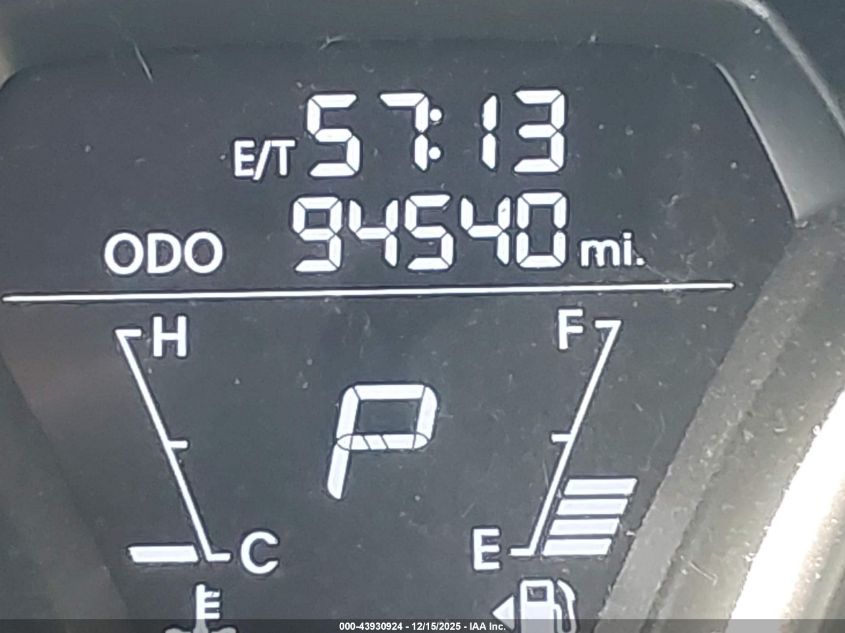 E/T 57:13
ODO 94540 mi.
H F
P
C E
000-43930924 - 12/15/2025 - IAA Inc.